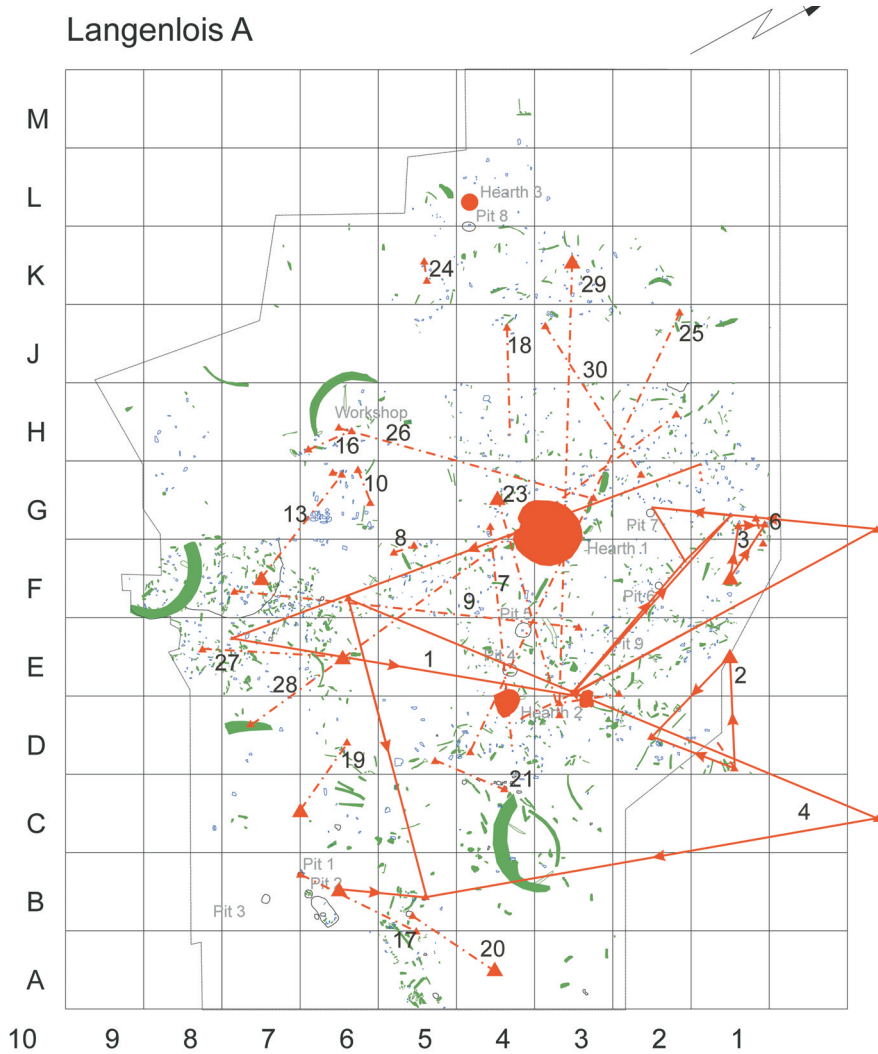 Langenlois A
M
L
Hearth 3
Pit 8
K
24
29
J
18
25
30
Workshop
H
16
26
10
23
G
13
Pit 7
3
6
8
Hearth 1
F
7
9
Pit 6
Pit 5
E
27
1
Pit 4
Pit 9
2
28
Hearth 2
D
19
21
C
4
Pit 1
Pit 2
B
Pit 3
17
20
A
10 9 8 7 6 5 4 3 2 1